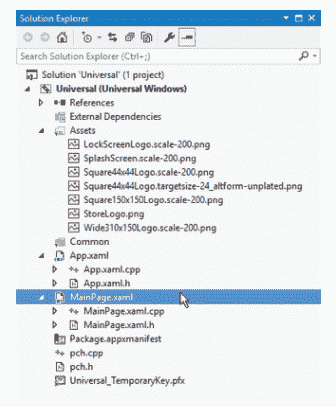 Solution Explorer
Search Solution Explorer (Ctrl+;)
Solution 'Universal' (1 project)
Universal (Universal Windows)
References
External Dependencies
Assets
LockScreenLogo.scale-200.png
SplashScreen.scale-200.png
Square44x44Logo.scale-200.png
Square44x44Logo.targetsize-24_altform-unplated.png
Square150x150Logo.scale-200.png
StoreLogo.png
Wide310x150Logo.scale-200.png
Common
App.xaml
App.xaml.cpp
App.xaml.h
MainPage.xaml
MainPage.xaml.cpp
MainPage.xaml.h
Package.appxmanifest
pch.cpp
pch.h
Universal_TemporaryKey.pfx